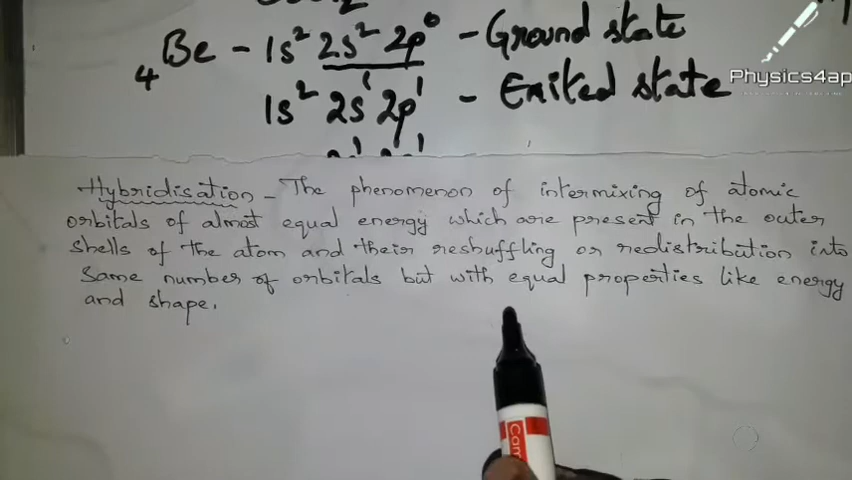 4Be - 1s² 2s² 2p⁰ - Ground state
Physics4ap
1s² 2s¹ 2p¹ - Exited state
Hybridisation - The phenomenon of intermixing of atomic
orbitals of almost equal energy which are present in the outer
shells of the atom and their reshuffling or redistribution into
same number of orbitals but with equal properties like energy
and shape.